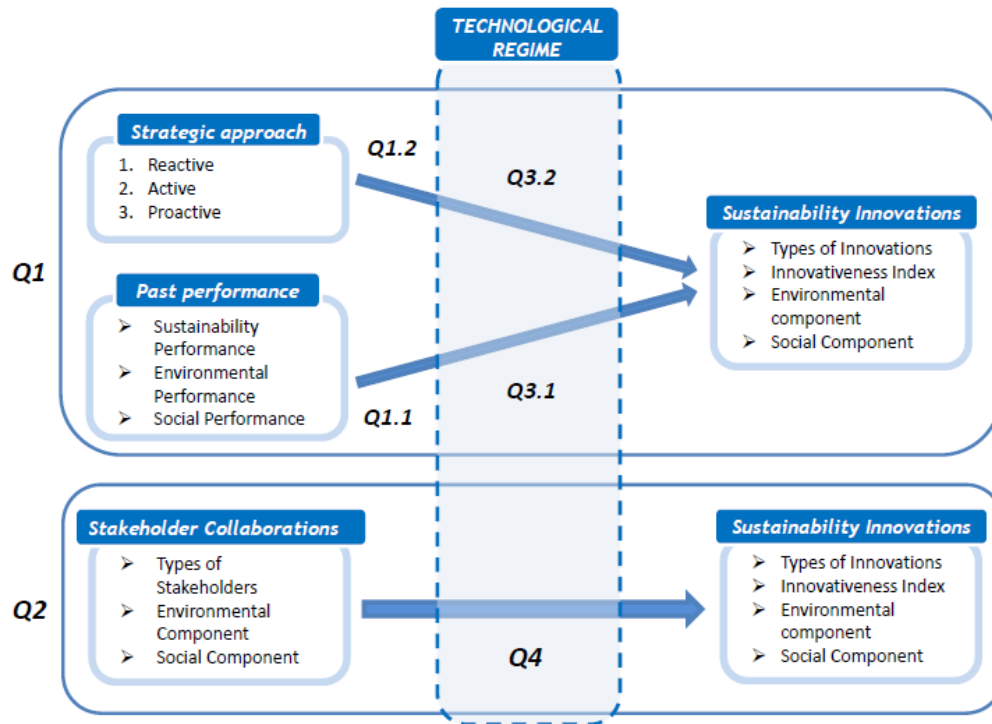 TECHNOLOGICAL
REGIME
Strategic approach
1. Reactive
2. Active
3. Proactive
Q1.2
Q3.2
Sustainability Innovations
➤ Types of Innovations
➤ Innovativeness Index
➤ Environmental
component
➤ Social Component
Q1
Past performance
➤ Sustainability
Performance
➤ Environmental
Performance
➤ Social Performance
Q1.1
Q3.1
Stakeholder Collaborations
➤ Types of
Stakeholders
➤ Environmental
Component
➤ Social Component
Q2
Q4
Sustainability Innovations
➤ Types of Innovations
➤ Innovativeness Index
➤ Environmental
component
➤ Social Component